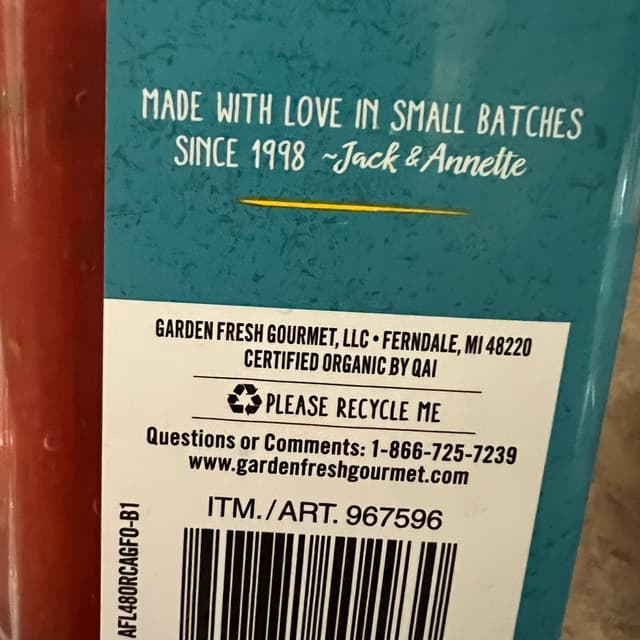 MADE WITH LOVE IN SMALL BATCHES
SINCE 1998 ~Jack & Annette
GARDEN FRESH GOURMET, LLC • FERNDALE, MI 48220
CERTIFIED ORGANIC BY QAI
PLEASE RECYCLE ME
Questions or Comments: 1-866-725-7239
www.gardenfreshgourmet.com
ITM./ART. 967596
AFL480RCAGFO-B1